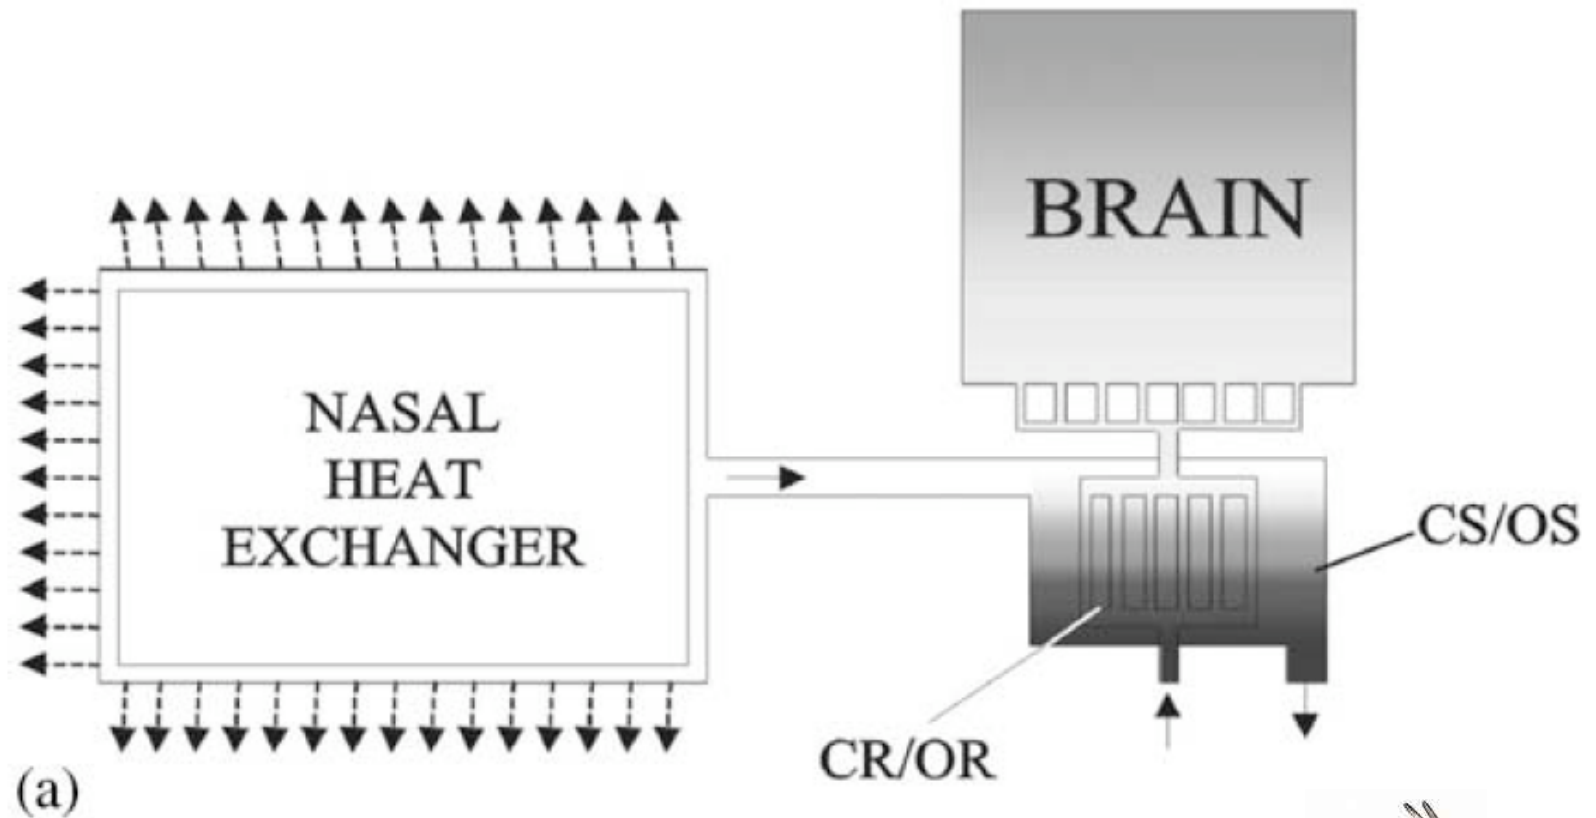 BRAIN
NASAL
HEAT
EXCHANGER
CS/OS
CR/OR
(a)